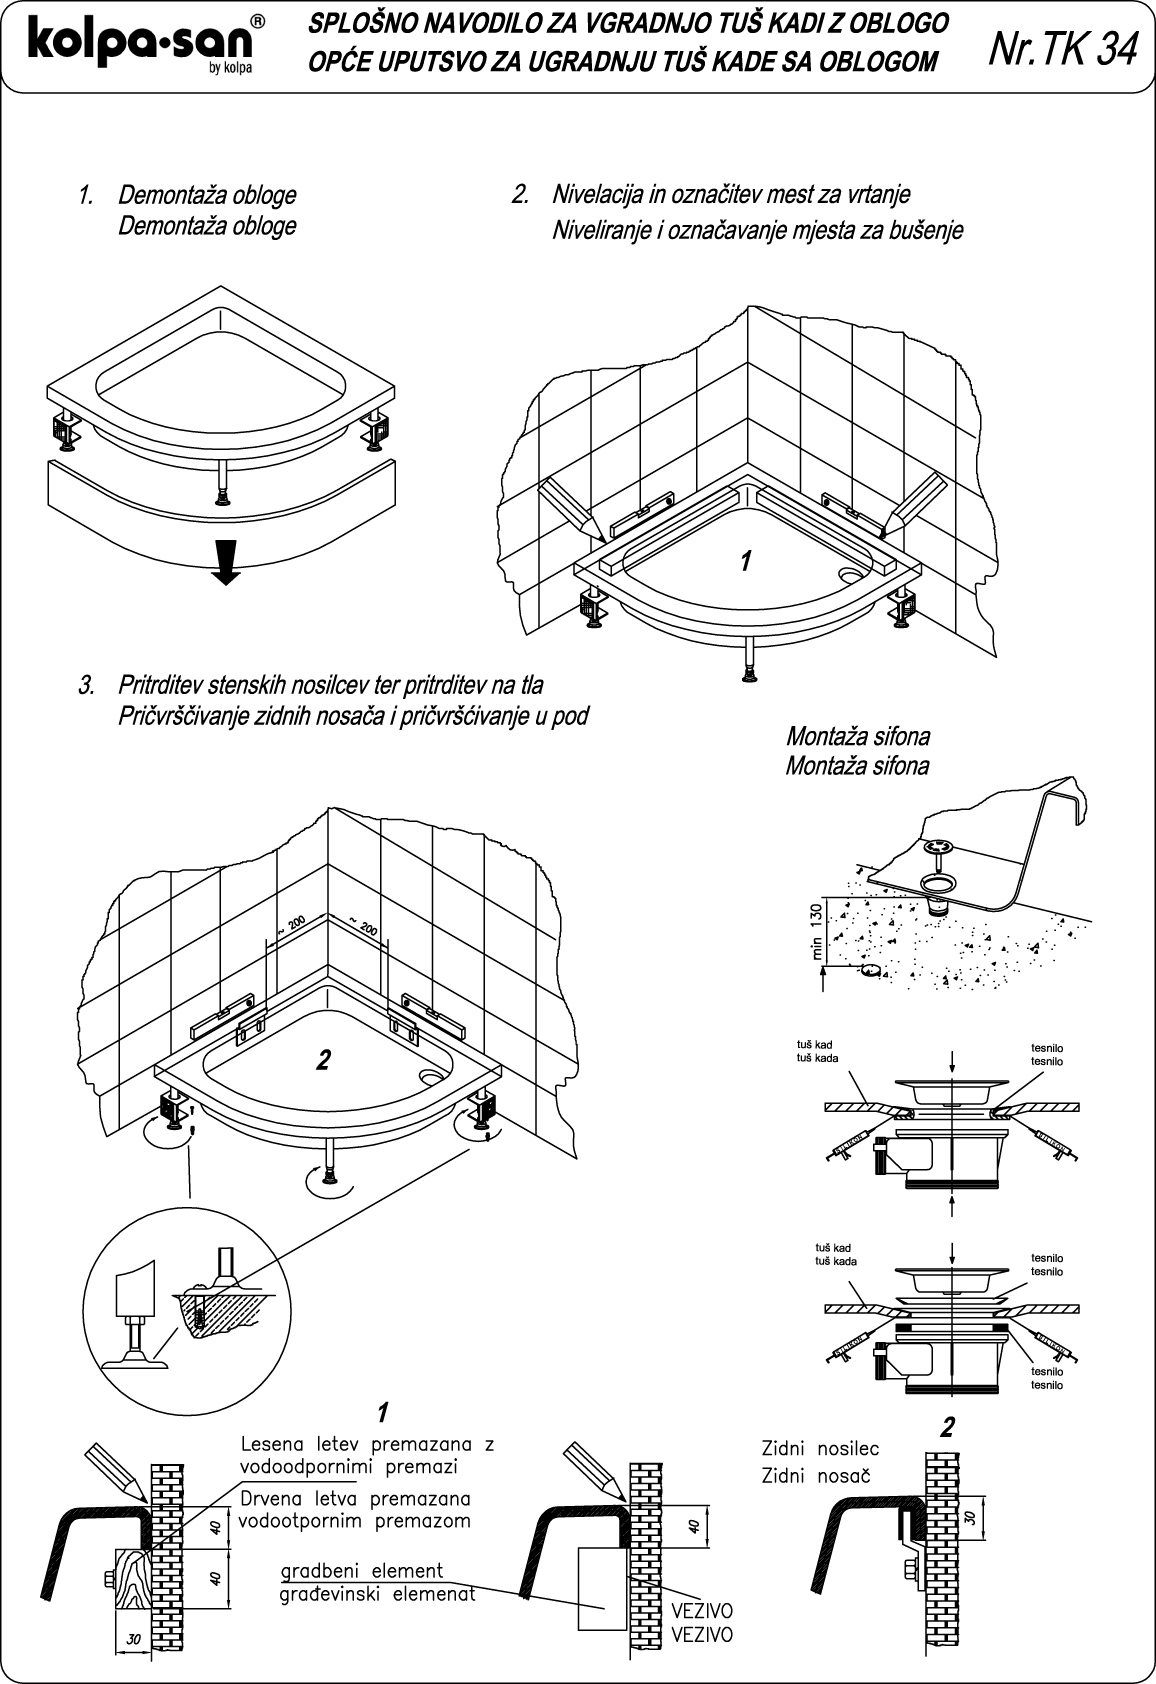 kolpa•san®
by kolpa
SPLOŠNO NAVODILO ZA VGRADNJO TUŠ KADI Z OBLOGO
OPĆE UPUTSVO ZA UGRADNJU TUŠ KADE SA OBLOGOM
Nr.TK 34
1. Demontaža obloge
Demontaža obloge
2. Nivelacija in označitev mest za vrtanje
Niveliranje i označavanje mjesta za bušenje
1
3. Pritrditev stenskih nosilcev ter pritrditev na tla
Pričvrščivanje zidnih nosača i pričvršćivanje u pod
~ 200
~ 200
2
Montaža sifona
Montaža sifona
min 130
tuš kad
tuš kada
tesnilo
tesnilo
SILIKON
SILIKON
tuš kad
tuš kada
tesnilo
tesnilo
SILIKON
SILIKON
tesnilo
tesnilo
1
Lesena letev premazana z
vodoodpornimi premazi
Drvena letva premazana
vodootpornim premazom
40
40
30
gradbeni element
građevinski elemenat
40
VEZIVO
VEZIVO
2
Zidni nosilec
Zidni nosač
30